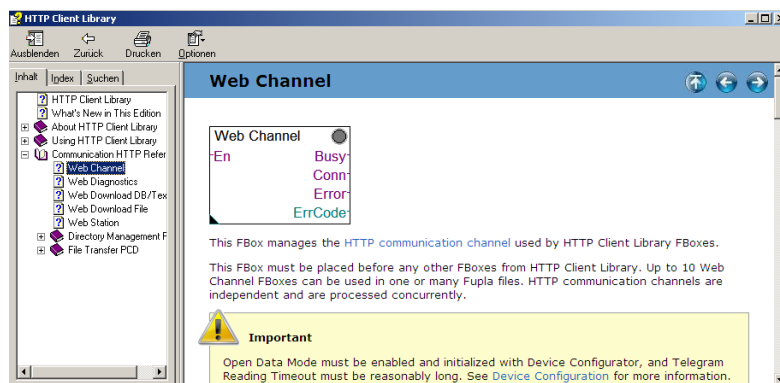 HTTP Client Library
Ausblenden Zurück Drucken Optionen
Inhalt Index Suchen
HTTP Client Library
What's New in This Edition
About HTTP Client Library
Using HTTP Client Library
Communication HTTP Refer
Web Channel
Web Diagnostics
Web Download DB/Tex
Web Download File
Web Station
Directory Management F
File Transfer PCD
Web Channel
Web Channel
En Busy
Conn
Error
ErrCode
This FBox manages the HTTP communication channel used by HTTP Client Library FBoxes.
This FBox must be placed before any other FBoxes from HTTP Client Library. Up to 10 Web
Channel FBoxes can be used in one or many Fupla files. HTTP communication channels are
independent and are processed concurrently.
Important
Open Data Mode must be enabled and initialized with Device Configurator, and Telegram
Reading Timeout must be reasonably long. See Device Configuration for more information.